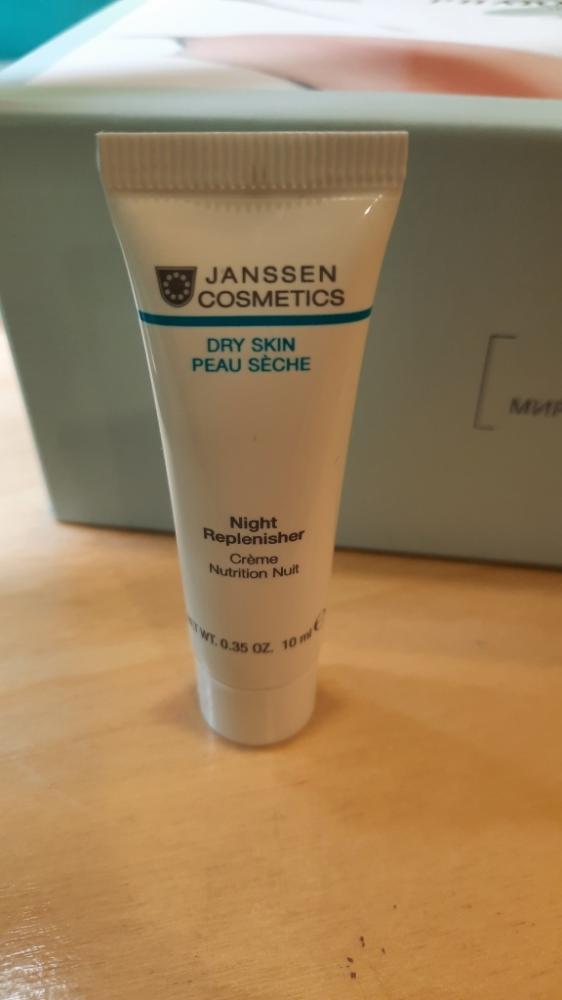 JANSSEN
COSMETICS
DRY SKIN
PEAU SÈCHE
Night
Replenisher
Crème
Nutrition Nuit
WT. 0.35 OZ. 10 ml e
МИР